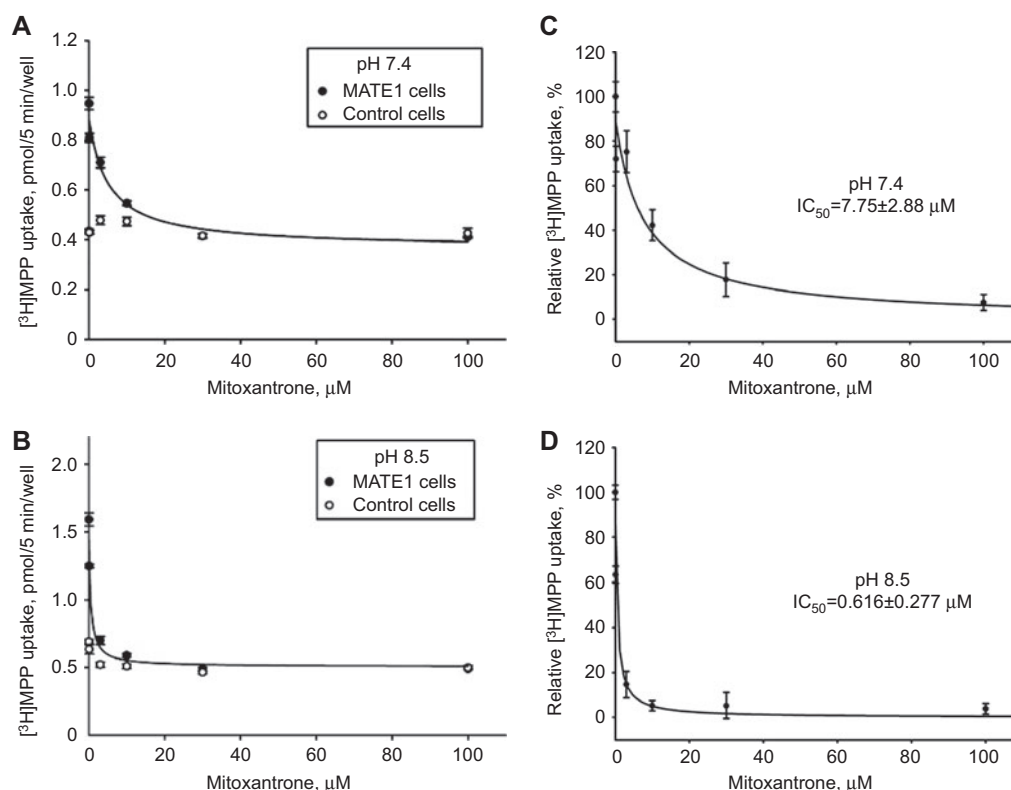 A
[³H]MPP uptake, pmol/5 min/well
1.2
1.0
0.8
0.6
0.4
0.2
0
pH 7.4
MATE1 cells
Control cells
0 20 40 60 80 100
Mitoxantrone, μM
C
Relative [³H]MPP uptake, %
120
100
80
60
40
20
0
pH 7.4
IC₅₀=7.75±2.88 μM
0 20 40 60 80 100
Mitoxantrone, μM
B
[³H]MPP uptake, pmol/5 min/well
2.0
1.5
1.0
0.5
0
pH 8.5
MATE1 cells
Control cells
0 20 40 60 80 100
Mitoxantrone, μM
D
Relative [³H]MPP uptake, %
120
100
80
60
40
20
0
pH 8.5
IC₅₀=0.616±0.277 μM
0 20 40 60 80 100
Mitoxantrone, μM